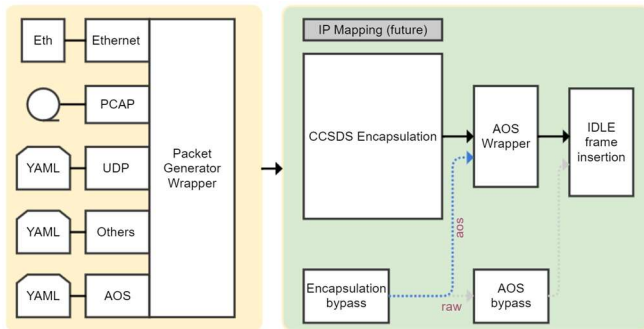 Eth
Ethernet
PCAP
YAML
UDP
YAML
Others
YAML
AOS
Packet
Generator
Wrapper
IP Mapping (future)
CCSDS Encapsulation
AOS
Wrapper
IDLE
frame
insertion
aos
Encapsulation
bypass
raw
AOS
bypass